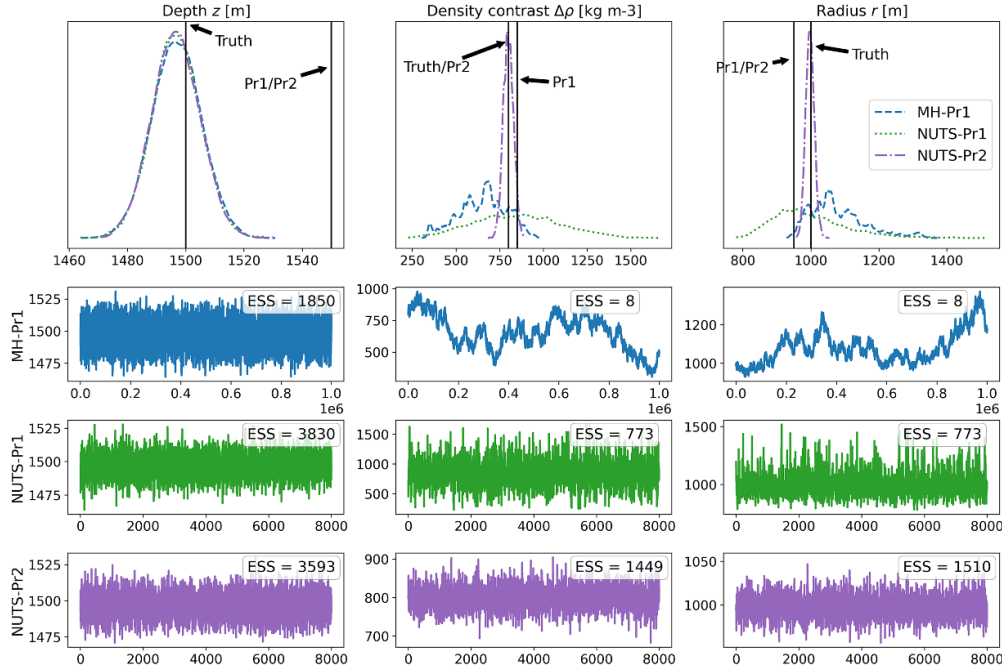 Depth z [m]
Density contrast Δρ [kg m-3]
Radius r [m]
Truth
Pr1/Pr2
Truth/Pr2
Pr1
Pr1/Pr2
Truth
MH-Pr1
NUTS-Pr1
NUTS-Pr2
1460 1480 1500 1520 1540
250 500 750 1000 1250 1500
800 1000 1200 1400
MH-Pr1
1525
1500
1475
ESS = 1850
0.0 0.2 0.4 0.6 0.8 1.0
1e6
1000
750
500
ESS = 8
0.0 0.2 0.4 0.6 0.8 1.0
1e6
1200
1000
ESS = 8
0.0 0.2 0.4 0.6 0.8 1.0
1e6
NUTS-Pr1
1525
1500
1475
ESS = 3830
0 2000 4000 6000 8000
1500
1000
500
ESS = 773
0 2000 4000 6000 8000
1500
1000
ESS = 773
0 2000 4000 6000 8000
NUTS-Pr2
1525
1500
1475
ESS = 3593
0 2000 4000 6000 8000
900
800
700
ESS = 1449
0 2000 4000 6000 8000
1050
1000
ESS = 1510
0 2000 4000 6000 8000